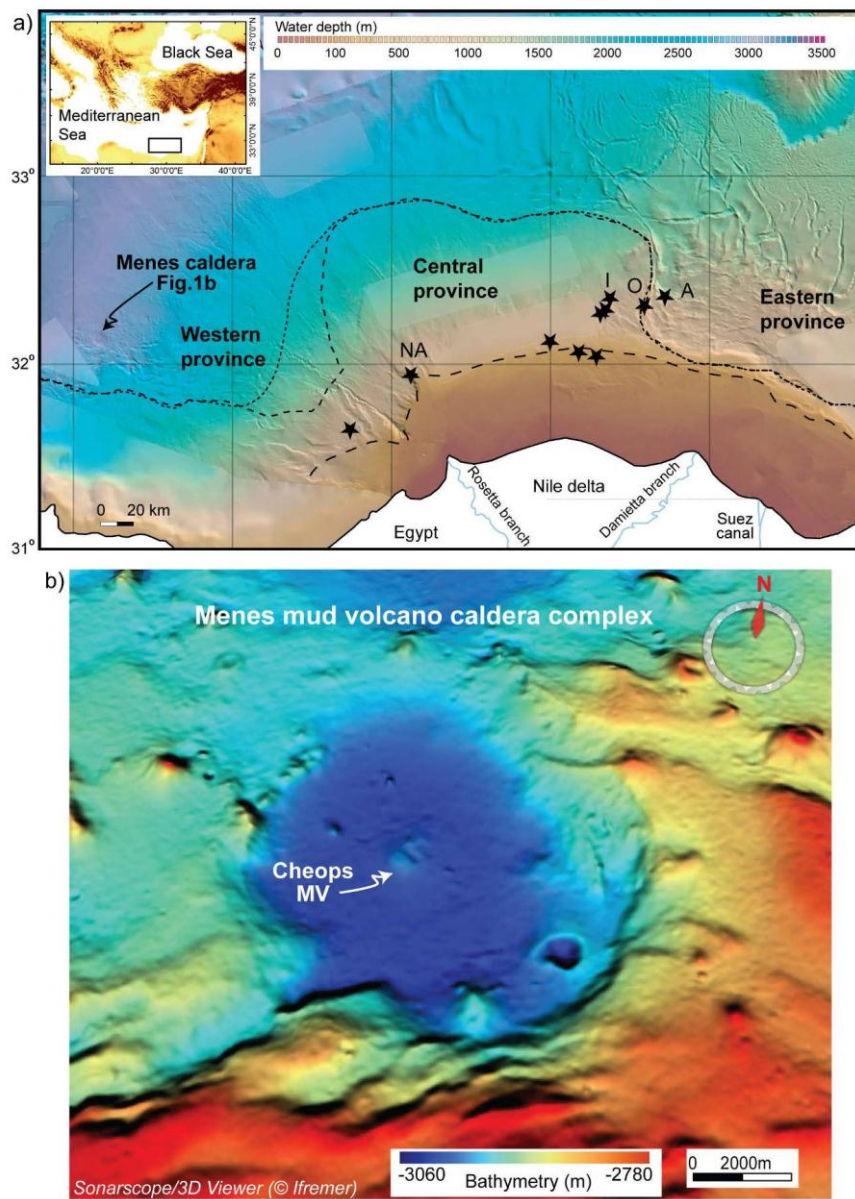 a)
Black Sea
Mediterranean
Sea
45°0'0"N
39°0'0"N
33°0'0"N
20°0'0"E
30°0'0"E
40°0'0"E
Water depth (m)
0 100 500 1000 1500 2000 2500 3000 3500
33°
32°
31°
Menes caldera
Fig.1b
Western
province
Central
province
Eastern
province
I
O
A
NA
0 20 km
Egypt
Rosetta branch
Nile delta
Damietta branch
Suez
canal
b)
Menes mud volcano caldera complex
N
Cheops
MV
-3060 -2780
Bathymetry (m)
0 2000m
Sonarscope/3D Viewer (© Ifremer)